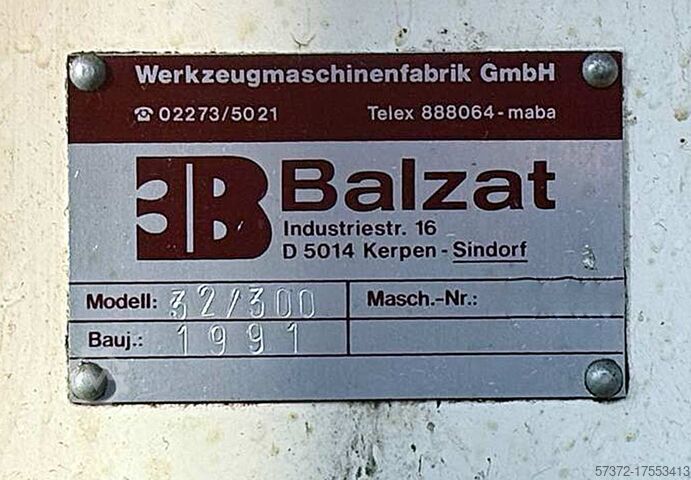 Werkzeugmaschinenfabrik GmbH
☎ 02273/5021 Telex 888064-maba
3B Balzat
Industriestr. 16
D 5014 Kerpen - Sindorf
Modell: 32/300 Masch.-Nr.:
Bauj.: 1991
57372-17553413